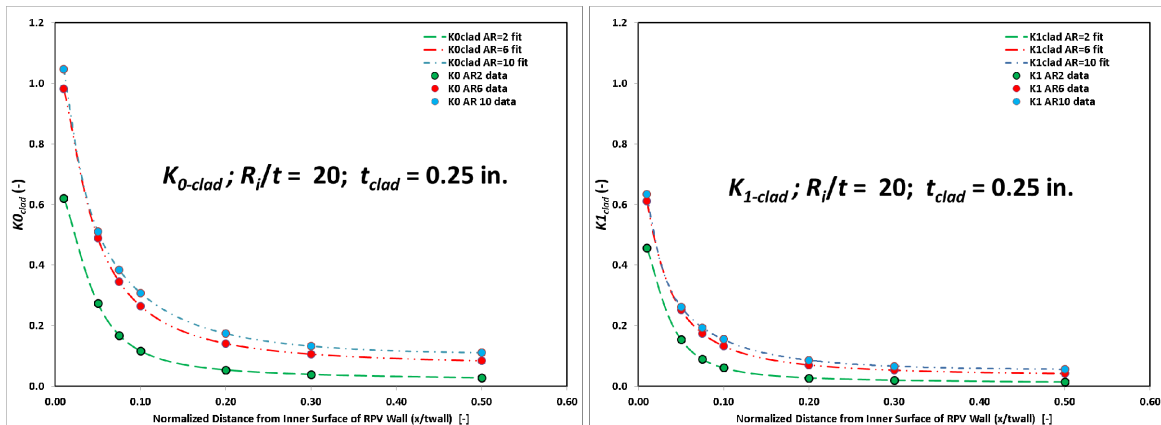 1.2
1.0
0.8
0.6
0.4
0.2
0.0
K0clad (-)
K0clad AR=2 fit
K0clad AR=6 fit
K0clad AR=10 fit
K0 AR2 data
K0 AR6 data
K0 AR 10 data
K0-clad ; Ri/t = 20; tclad = 0.25 in.
0.00 0.10 0.20 0.30 0.40 0.50 0.60
Normalized Distance from Inner Surface of RPV Wall (x/twall) [-]
1.2
1.0
0.8
0.6
0.4
0.2
0.0
K1clad (-)
K1clad AR=2 fit
K1clad AR=6 fit
K1clad AR=10 fit
K1 AR2 data
K1 AR6 data
K1 AR10 data
K1-clad ; Ri/t = 20; tclad = 0.25 in.
0.00 0.10 0.20 0.30 0.40 0.50 0.60
Normalized Distance from Inner Surface of RPV Wall (x/twall) [-]